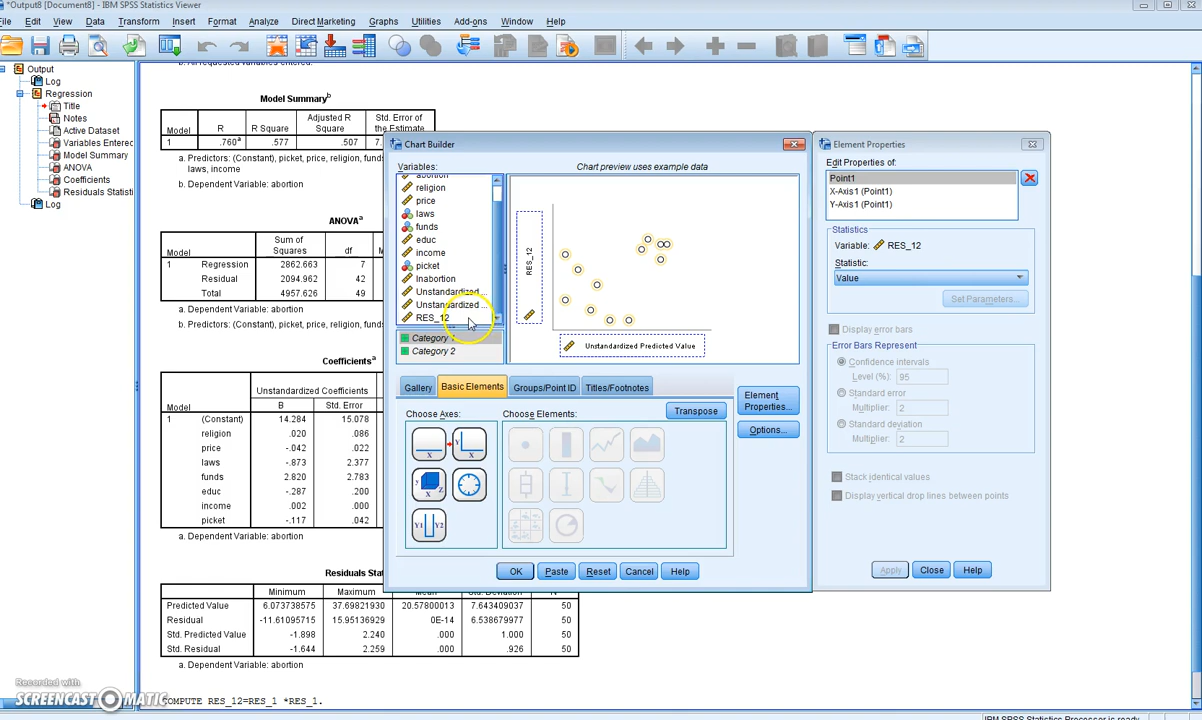 *Output8 [Document8] - IBM SPSS Statistics Viewer
File Edit View Data Transform Insert Format Analyze Direct Marketing Graphs Utilities Add-ons Window Help
Output
Log
Regression
Title
Notes
Active Dataset
Variables Entered
Model Summary
ANOVA
Coefficients
Residuals Statisti
Log
b. All requested variables entered.
Model Summaryb
Model R R Square Adjusted R Square Std. Error of the Estimate
1 .760a .577 .507 7.
a. Predictors: (Constant), picket, price, religion, funds
laws, income
b. Dependent Variable: abortion
ANOVAa
Model Sum of Squares df
1 Regression 2862.663 7
Residual 2094.962 42
Total 4957.626 49
a. Dependent Variable: abortion
b. Predictors: (Constant), picket, price, religion, funds
Coefficientsa
Unstandardized Coefficients
Model B Std. Error
1 (Constant) 14.284 15.078
religion .020 .086
price -.042 .022
laws -.873 2.377
funds 2.820 2.783
educ -.287 .200
income .002 .000
picket -.117 .042
a. Dependent Variable: abortion
Residuals Stat
Minimum Maximum Mean Std. Deviation N
Predicted Value 6.073738575 37.69821930 20.57800013 7.643409037 50
Residual -11.61095715 15.95136929 0E-14 6.538679977 50
Std. Predicted Value -1.898 2.240 .000 1.000 50
Std. Residual -1.644 2.259 .000 .926 50
a. Dependent Variable: abortion
COMPUTE RES_12=RES_1 *RES_1.
Recorded with
SCREENCAST MATIC
Chart Builder
Variables:
abortion
religion
price
laws
funds
educ
income
picket
lnabortion
Unstandardized ...
Unstandardized ...
RES_12
Category 1
Category 2
Chart preview uses example data
RES_12
Unstandardized Predicted Value
Gallery Basic Elements Groups/Point ID Titles/Footnotes
Choose Axes: Choose Elements: Transpose
X
Y X
y X Z
Y1 Y2
Element Properties...
Options...
OK Paste Reset Cancel Help
Element Properties
Edit Properties of:
Point1
X-Axis1 (Point1)
Y-Axis1 (Point1)
Statistics
Variable: RES_12
Statistic:
Value
Set Parameters...
Display error bars
Error Bars Represent
Confidence intervals
Level (%): 95
Standard error
Multiplier: 2
Standard deviation
Multiplier: 2
Stack identical values
Display vertical drop lines between points
Apply Close Help
IBM SPSS Statistics Processor is ready